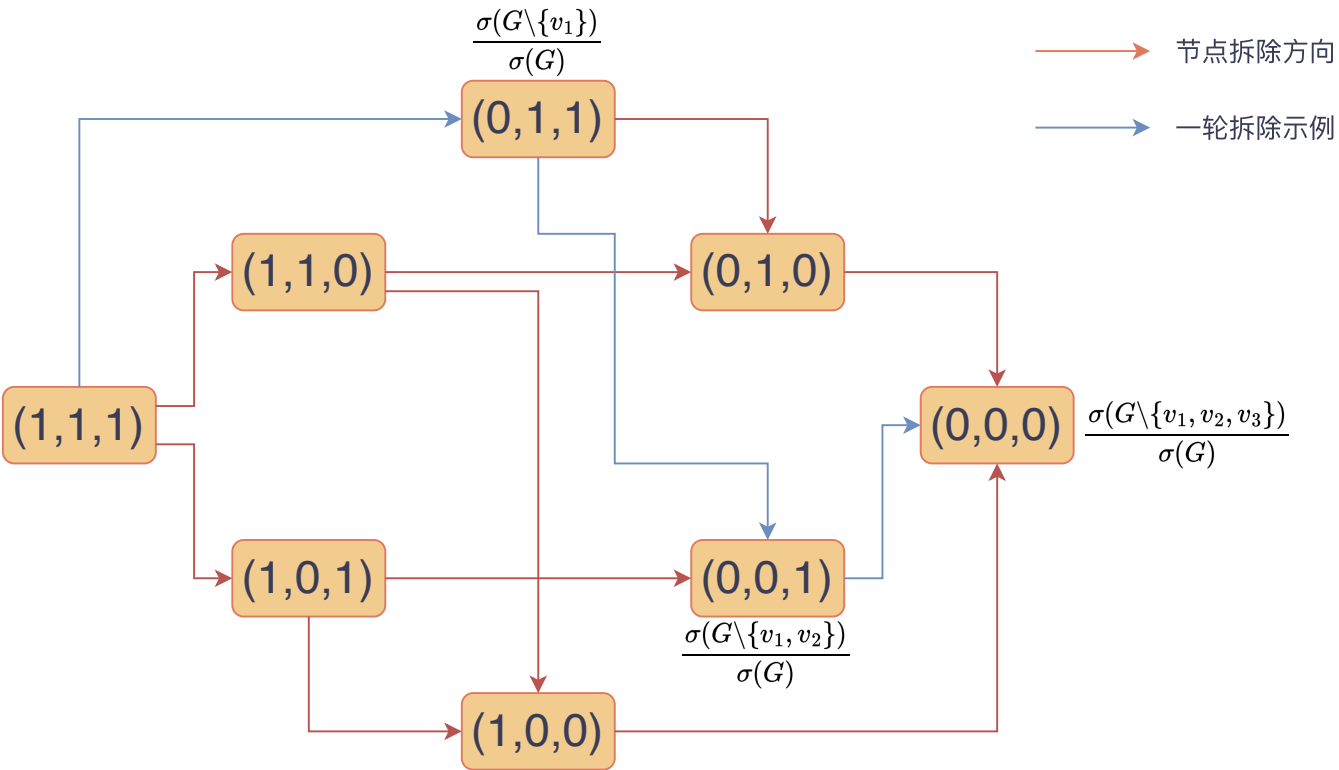 σ(G\{v₁})
σ(G)
节点拆除方向
(0,1,1)
一轮拆除示例
(1,1,0)
(0,1,0)
(1,1,1)
(0,0,0)
σ(G\{v₁, v₂, v₃})
σ(G)
(1,0,1)
(0,0,1)
σ(G\{v₁, v₂})
σ(G)
(1,0,0)